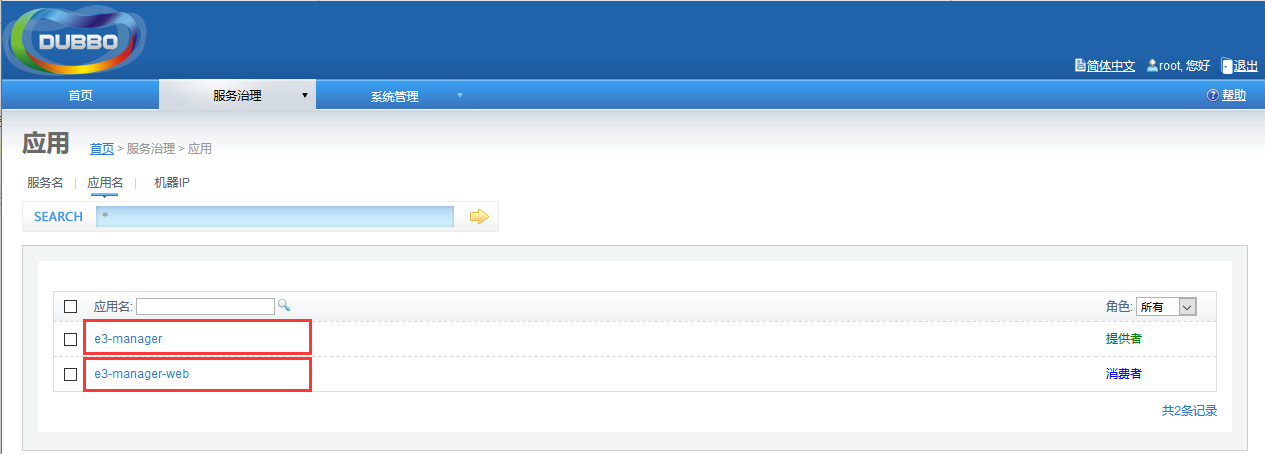 DUBBO
简体中文 root, 您好 退出
首页 服务治理 系统管理 帮助
应用 首页 > 服务治理 > 应用
服务名 | 应用名 | 机器IP
SEARCH *
应用名: 角色: 所有
e3-manager 提供者
e3-manager-web 消费者
共2条记录